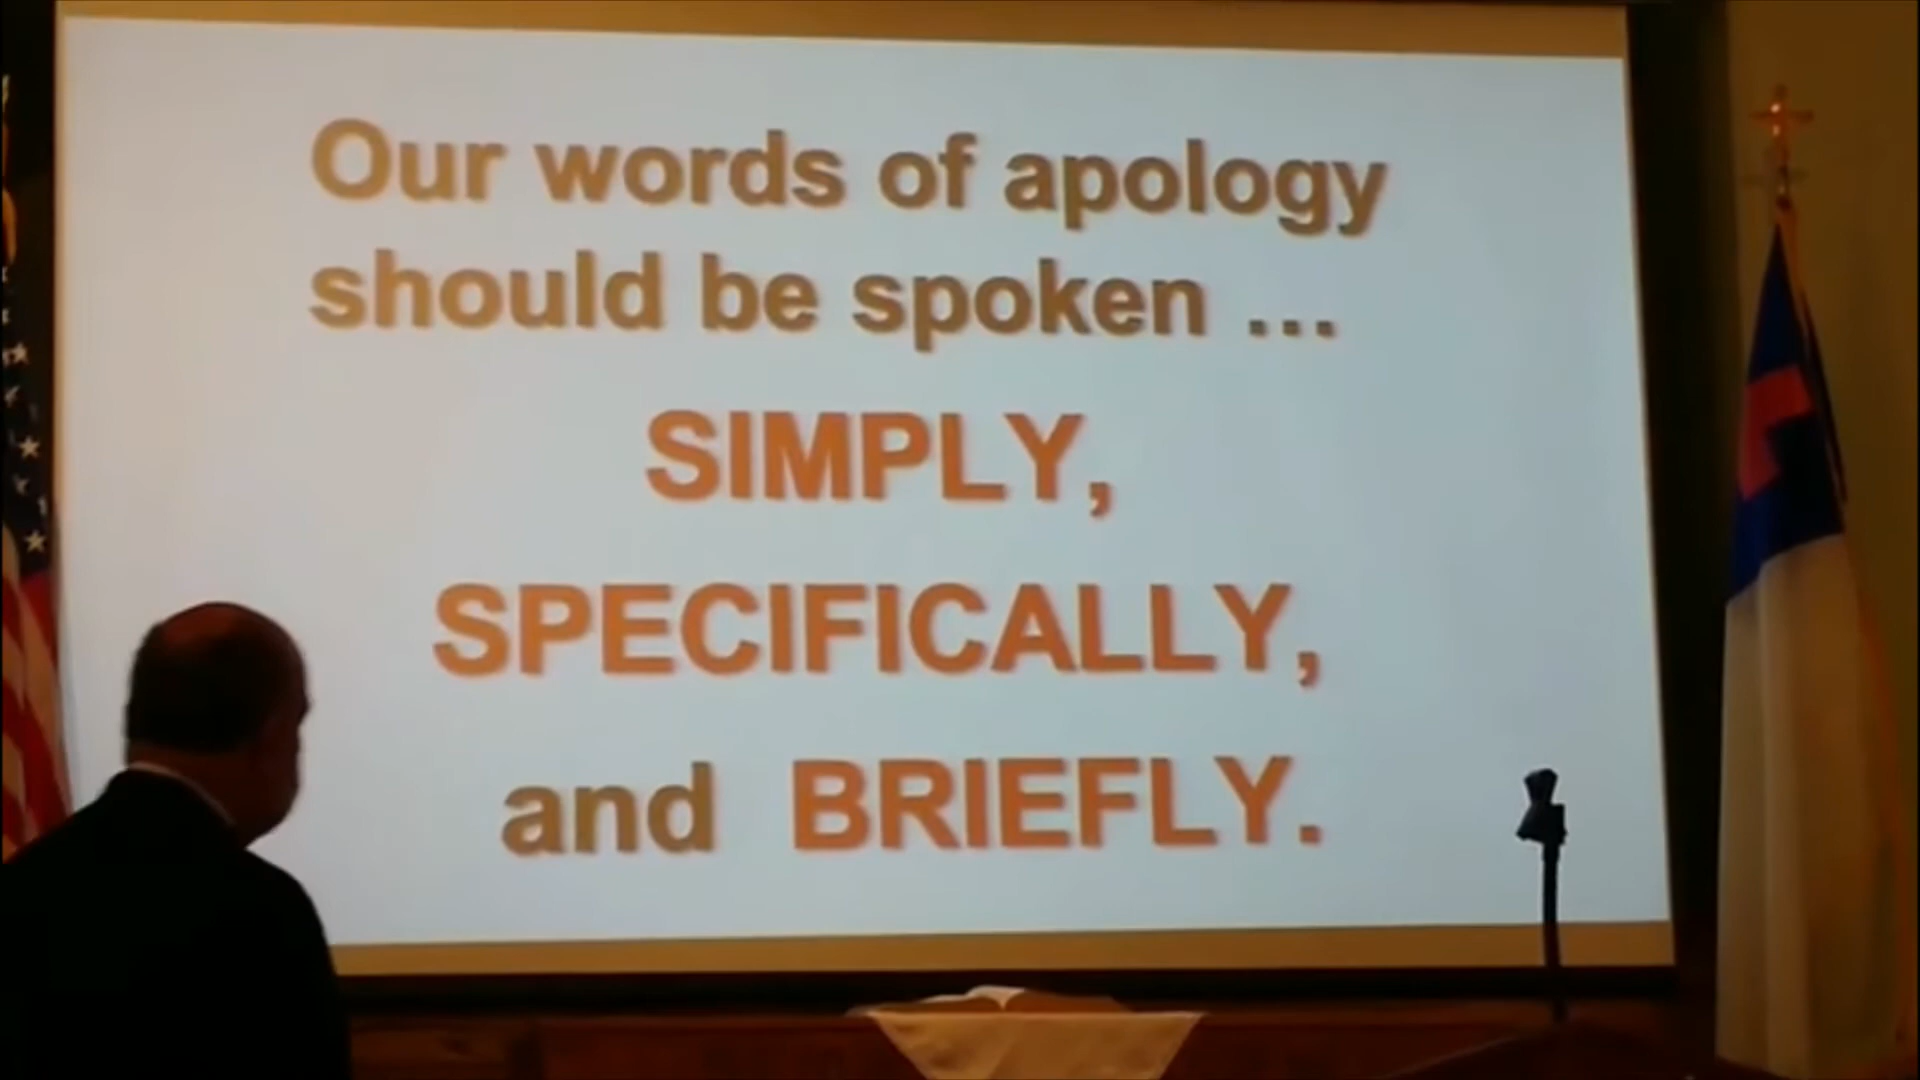 Our words of apology
should be spoken ...
SIMPLY,
SPECIFICALLY,
and BRIEFLY.